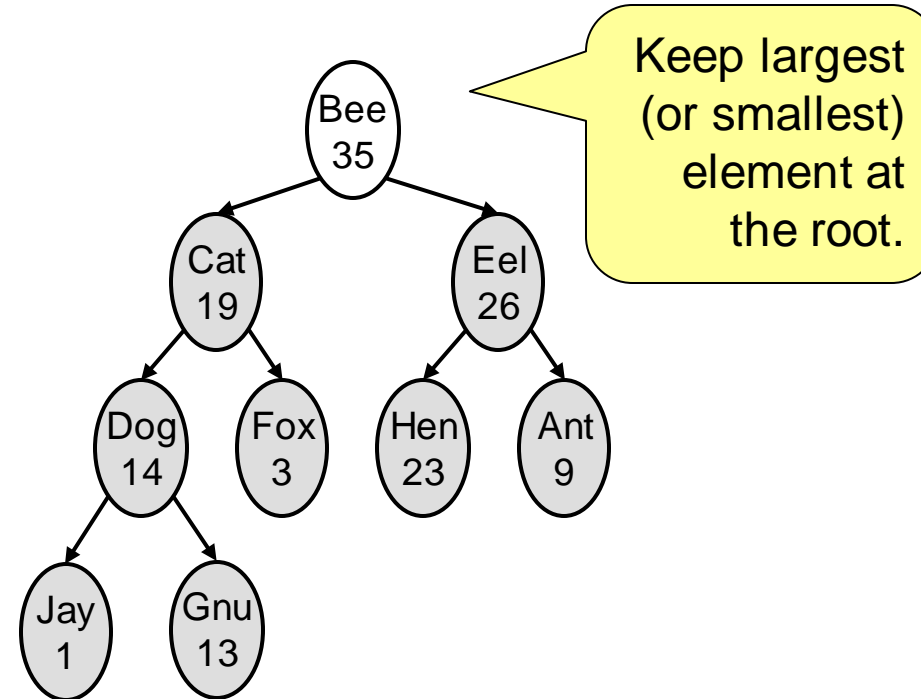 Keep largest
(or smallest)
element at
the root.
Bee
35
Cat
19
Eel
26
Dog
14
Fox
3
Hen
23
Ant
9
Jay
1
Gnu
13